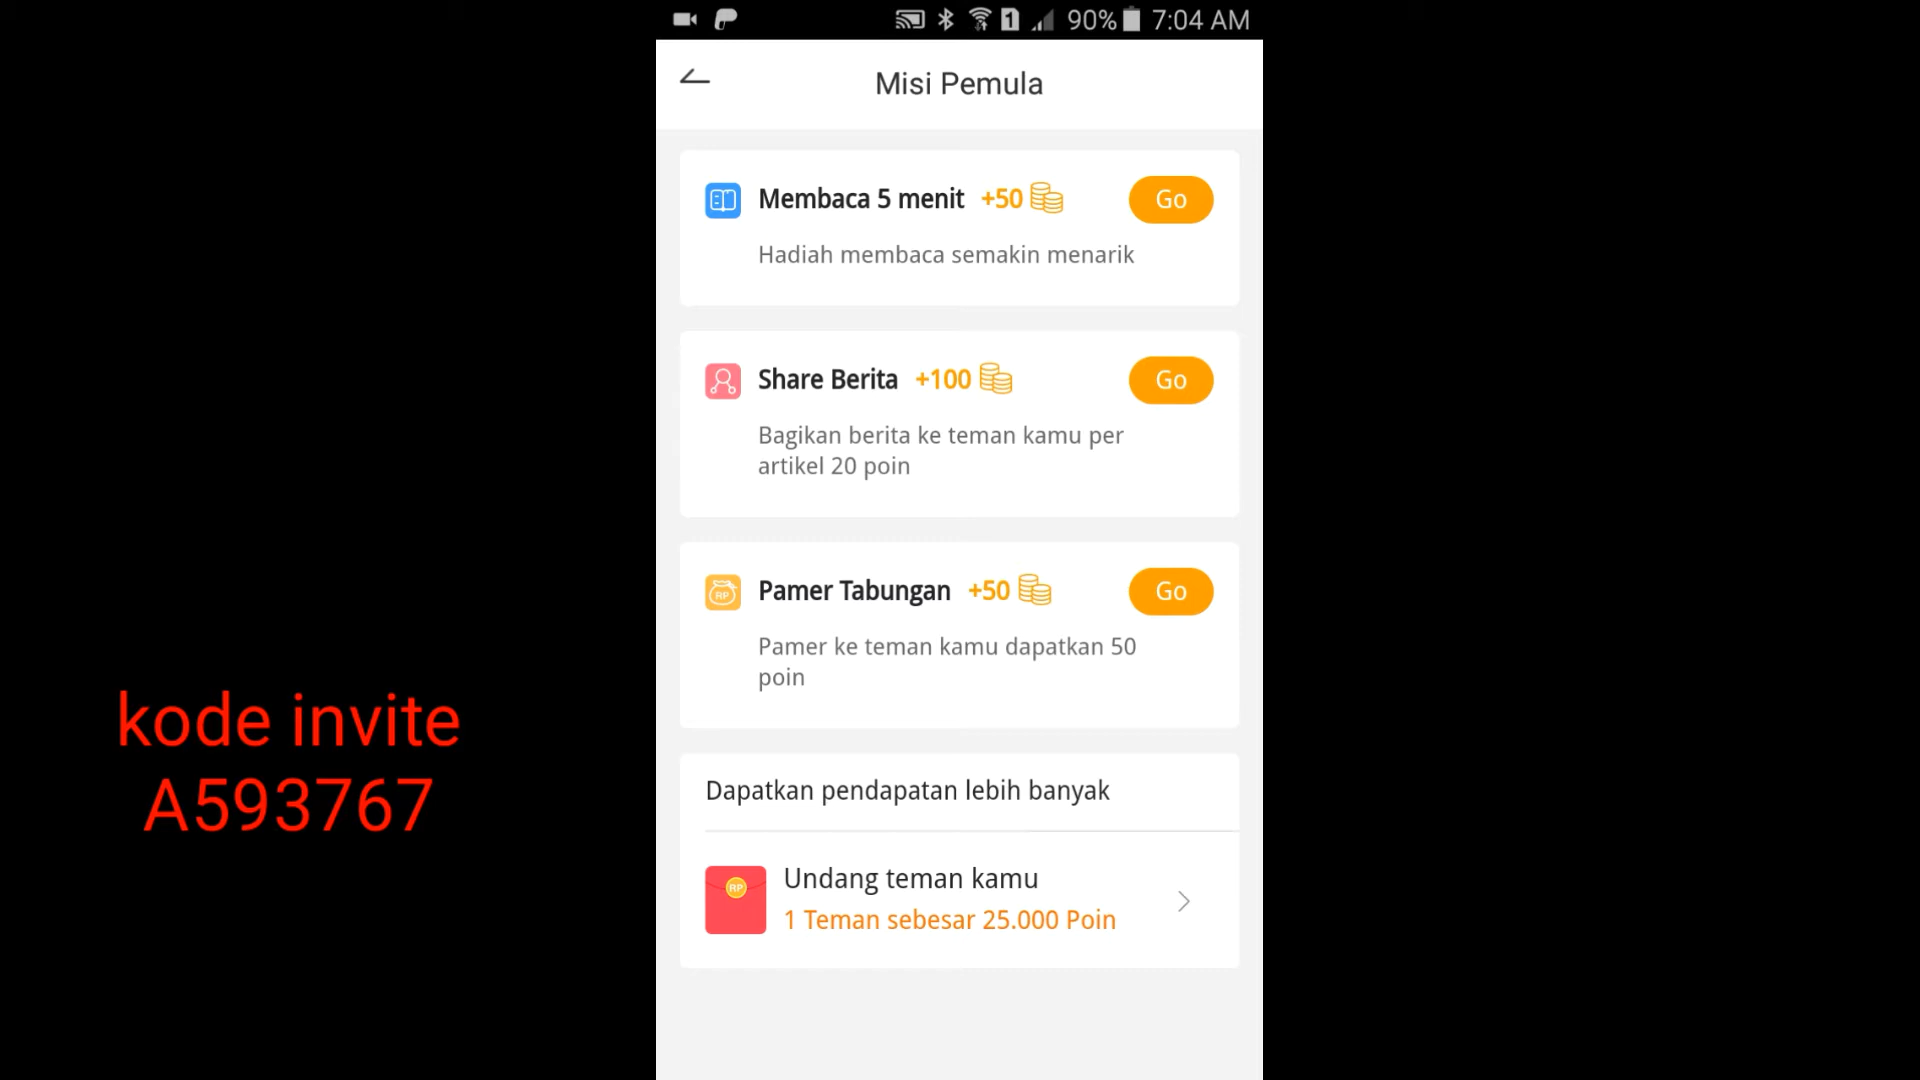 90% 7:04 AM
Misi Pemula
Membaca 5 menit +50
Go
Hadiah membaca semakin menarik
Share Berita +100
Go
Bagikan berita ke teman kamu per
artikel 20 poin
RP
Pamer Tabungan +50
Go
Pamer ke teman kamu dapatkan 50
poin
Dapatkan pendapatan lebih banyak
RP
Undang teman kamu
1 Teman sebesar 25.000 Poin
kode invite
A593767